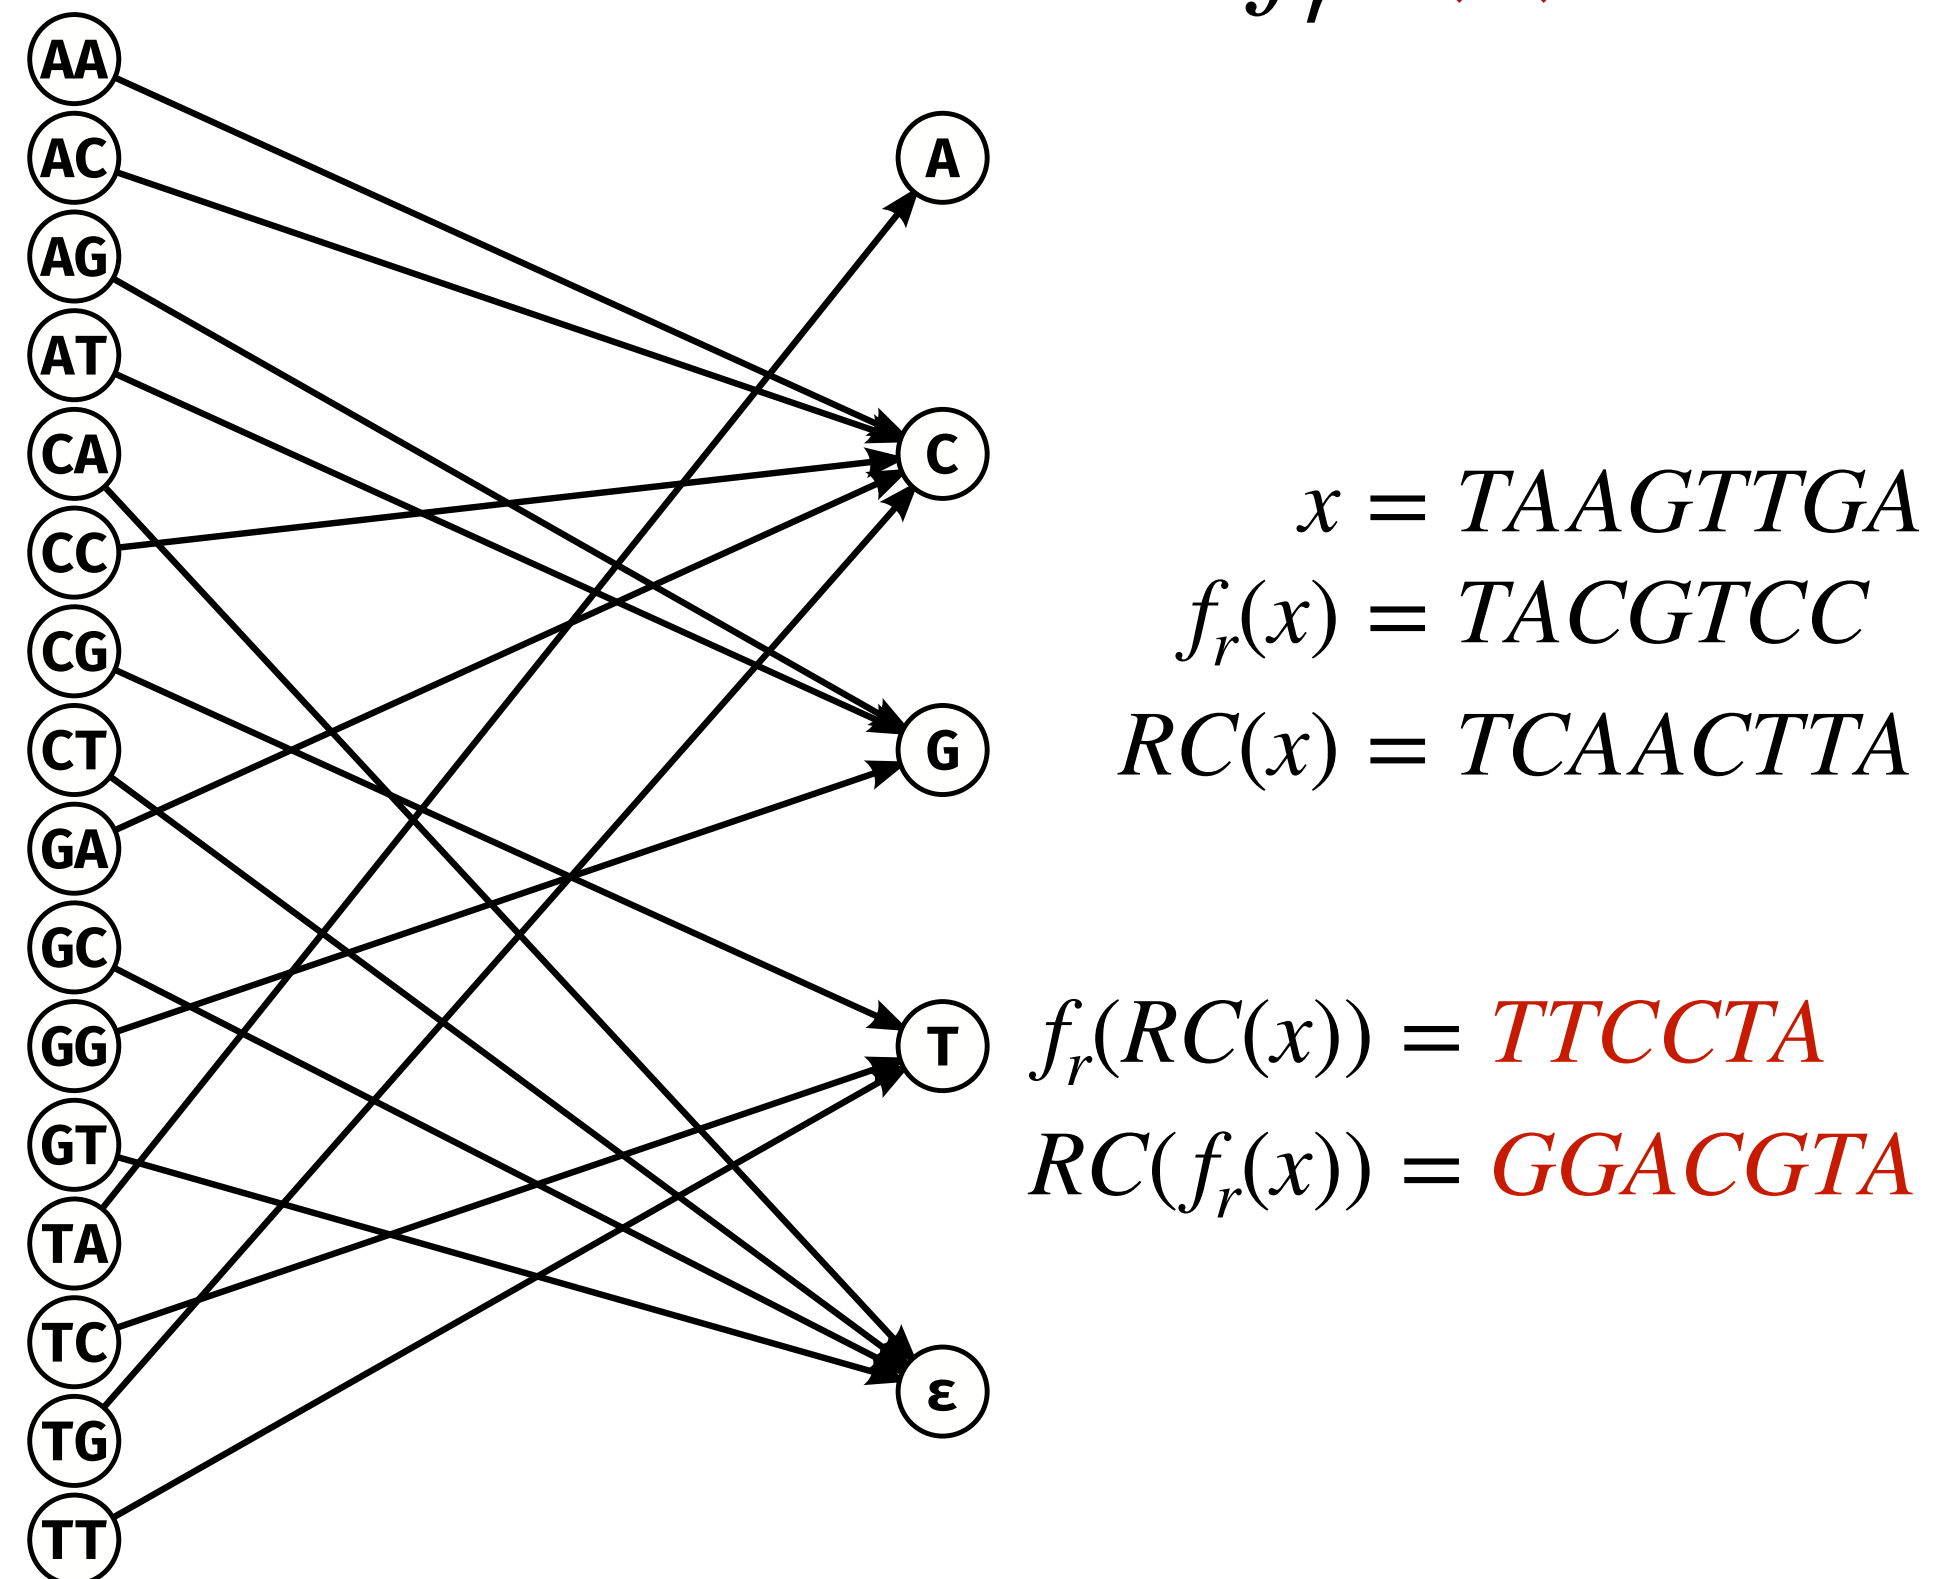 AA
AC
AG
AT
CA
CC
CG
CT
GA
GC
GG
GT
TA
TC
TG
TT
A
C
G
T
ε
x = TAAGTTGA
f_r(x) = TACGTCC
RC(x) = TCAACTTA
f_r(RC(x)) = TTCCTA
RC(f_r(x)) = GGACGTA